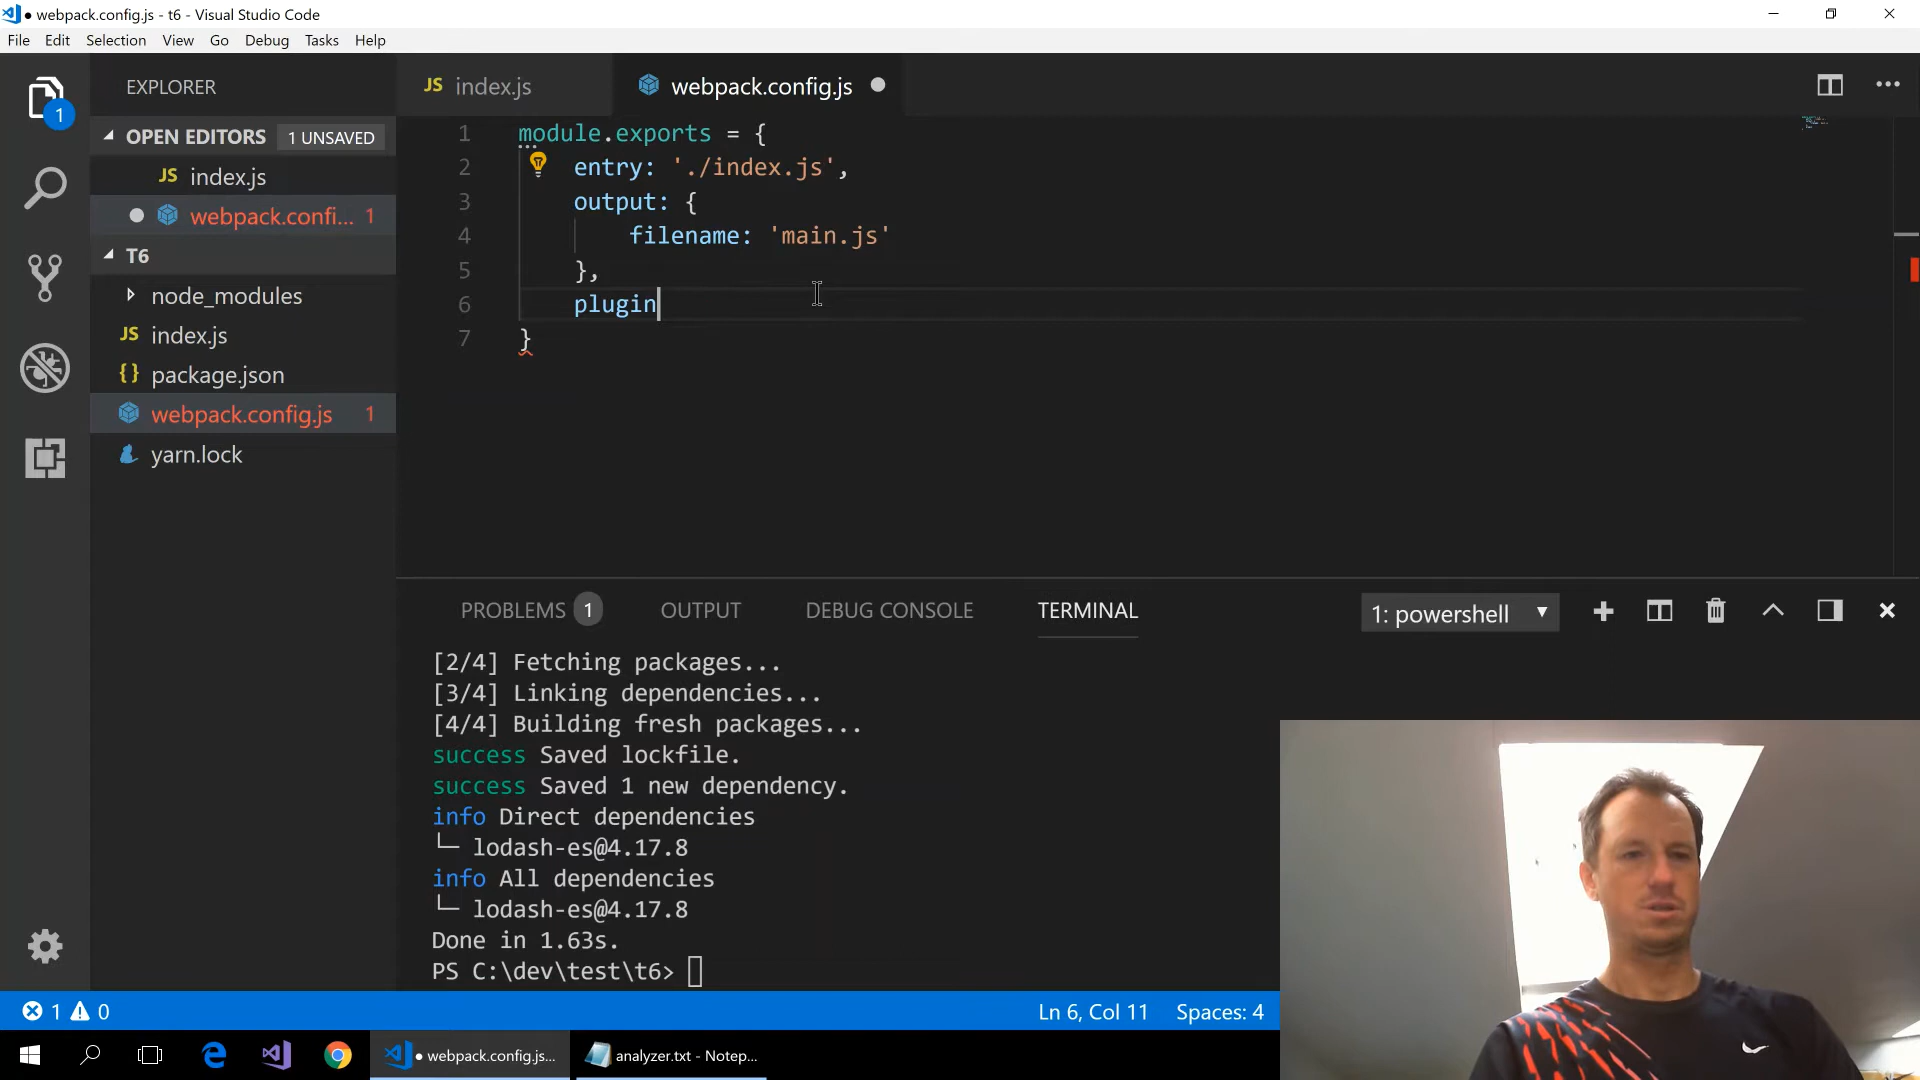 ● webpack.config.js - t6 - Visual Studio Code
File Edit Selection View Go Debug Tasks Help
1
EXPLORER
OPEN EDITORS 1 UNSAVED
JS index.js
webpack.confi... 1
T6
node_modules
JS index.js
{} package.json
webpack.config.js 1
yarn.lock
JS index.js
webpack.config.js
1 module.exports = {
2 entry: './index.js',
3 output: {
4 filename: 'main.js'
5 },
6 plugin
7 }
PROBLEMS 1 OUTPUT DEBUG CONSOLE TERMINAL 1: powershell
[2/4] Fetching packages...
[3/4] Linking dependencies...
[4/4] Building fresh packages...
success Saved lockfile.
success Saved 1 new dependency.
info Direct dependencies
└─ lodash-es@4.17.8
info All dependencies
└─ lodash-es@4.17.8
Done in 1.63s.
PS C:\dev\test\t6>
1 0 Ln 6, Col 11 Spaces: 4
● webpack.config.js... analyzer.txt - Notep...